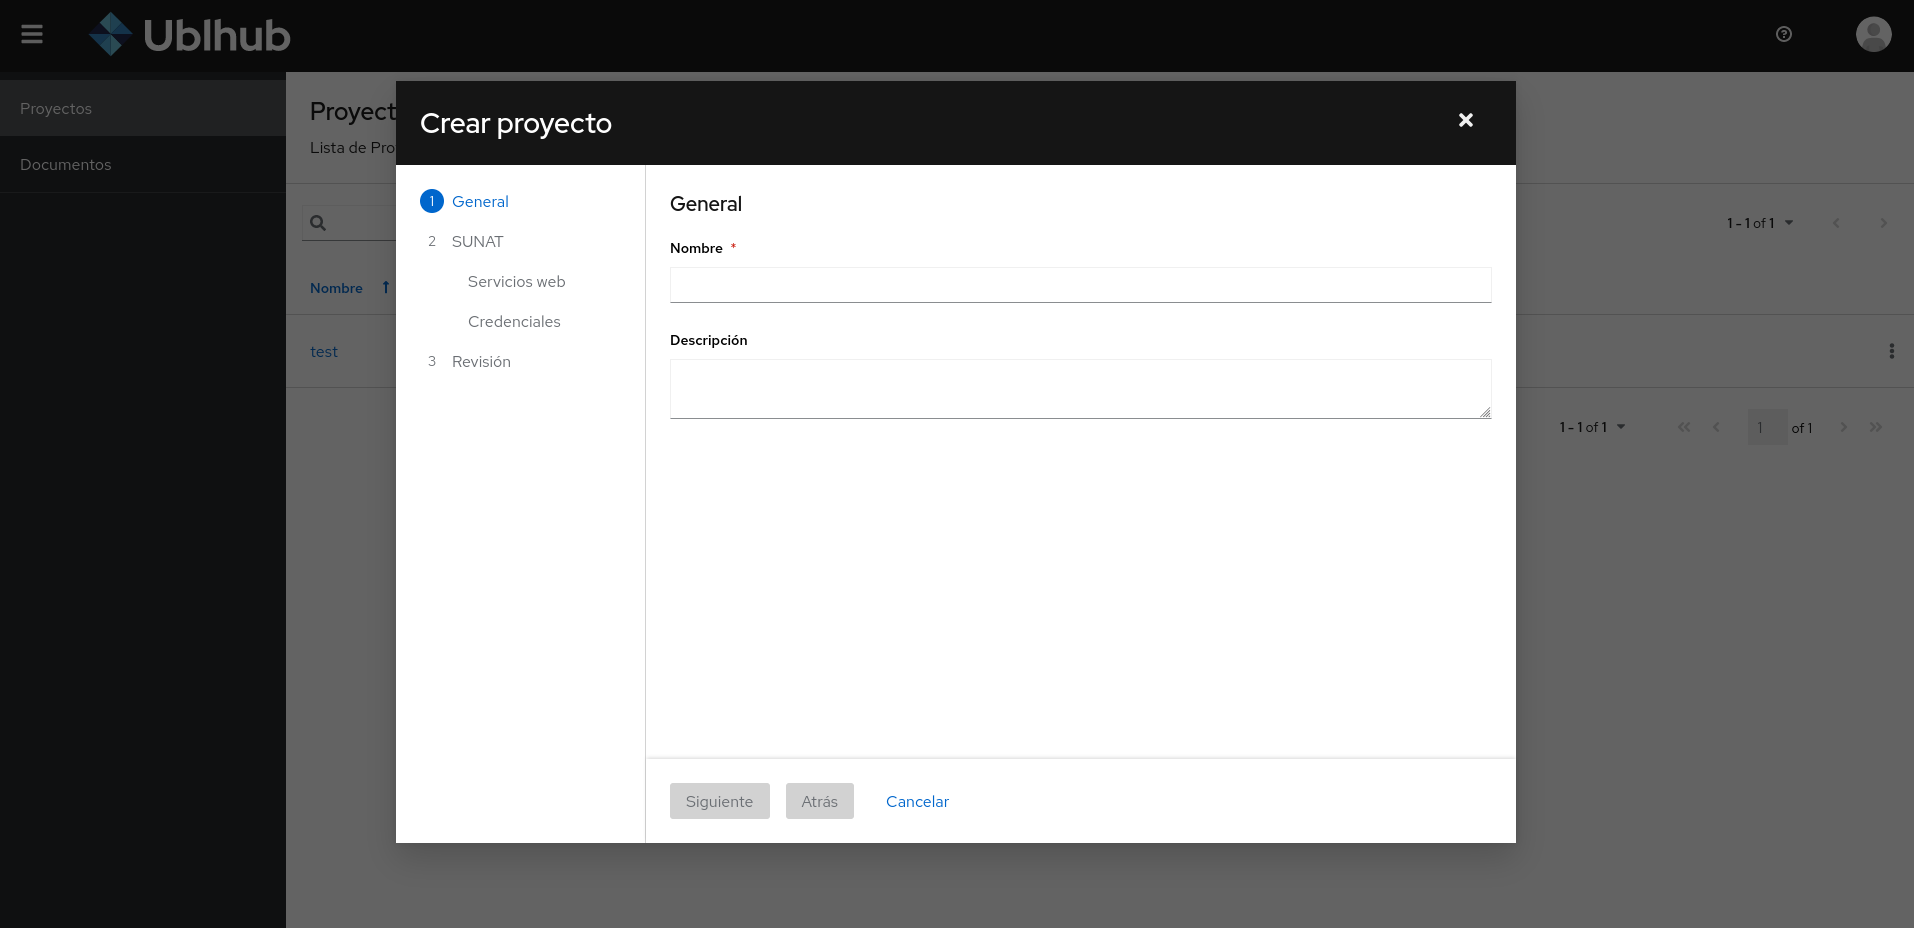 Ublhub
Proyectos
Documentos
Proyect
Lista de Pro
1 - 1 of 1
Nombre
test
1 - 1 of 1
1 of 1
Crear proyecto
1 General
2 SUNAT
Servicios web
Credenciales
3 Revisión
General
Nombre *
Descripción
Siguiente Atrás Cancelar